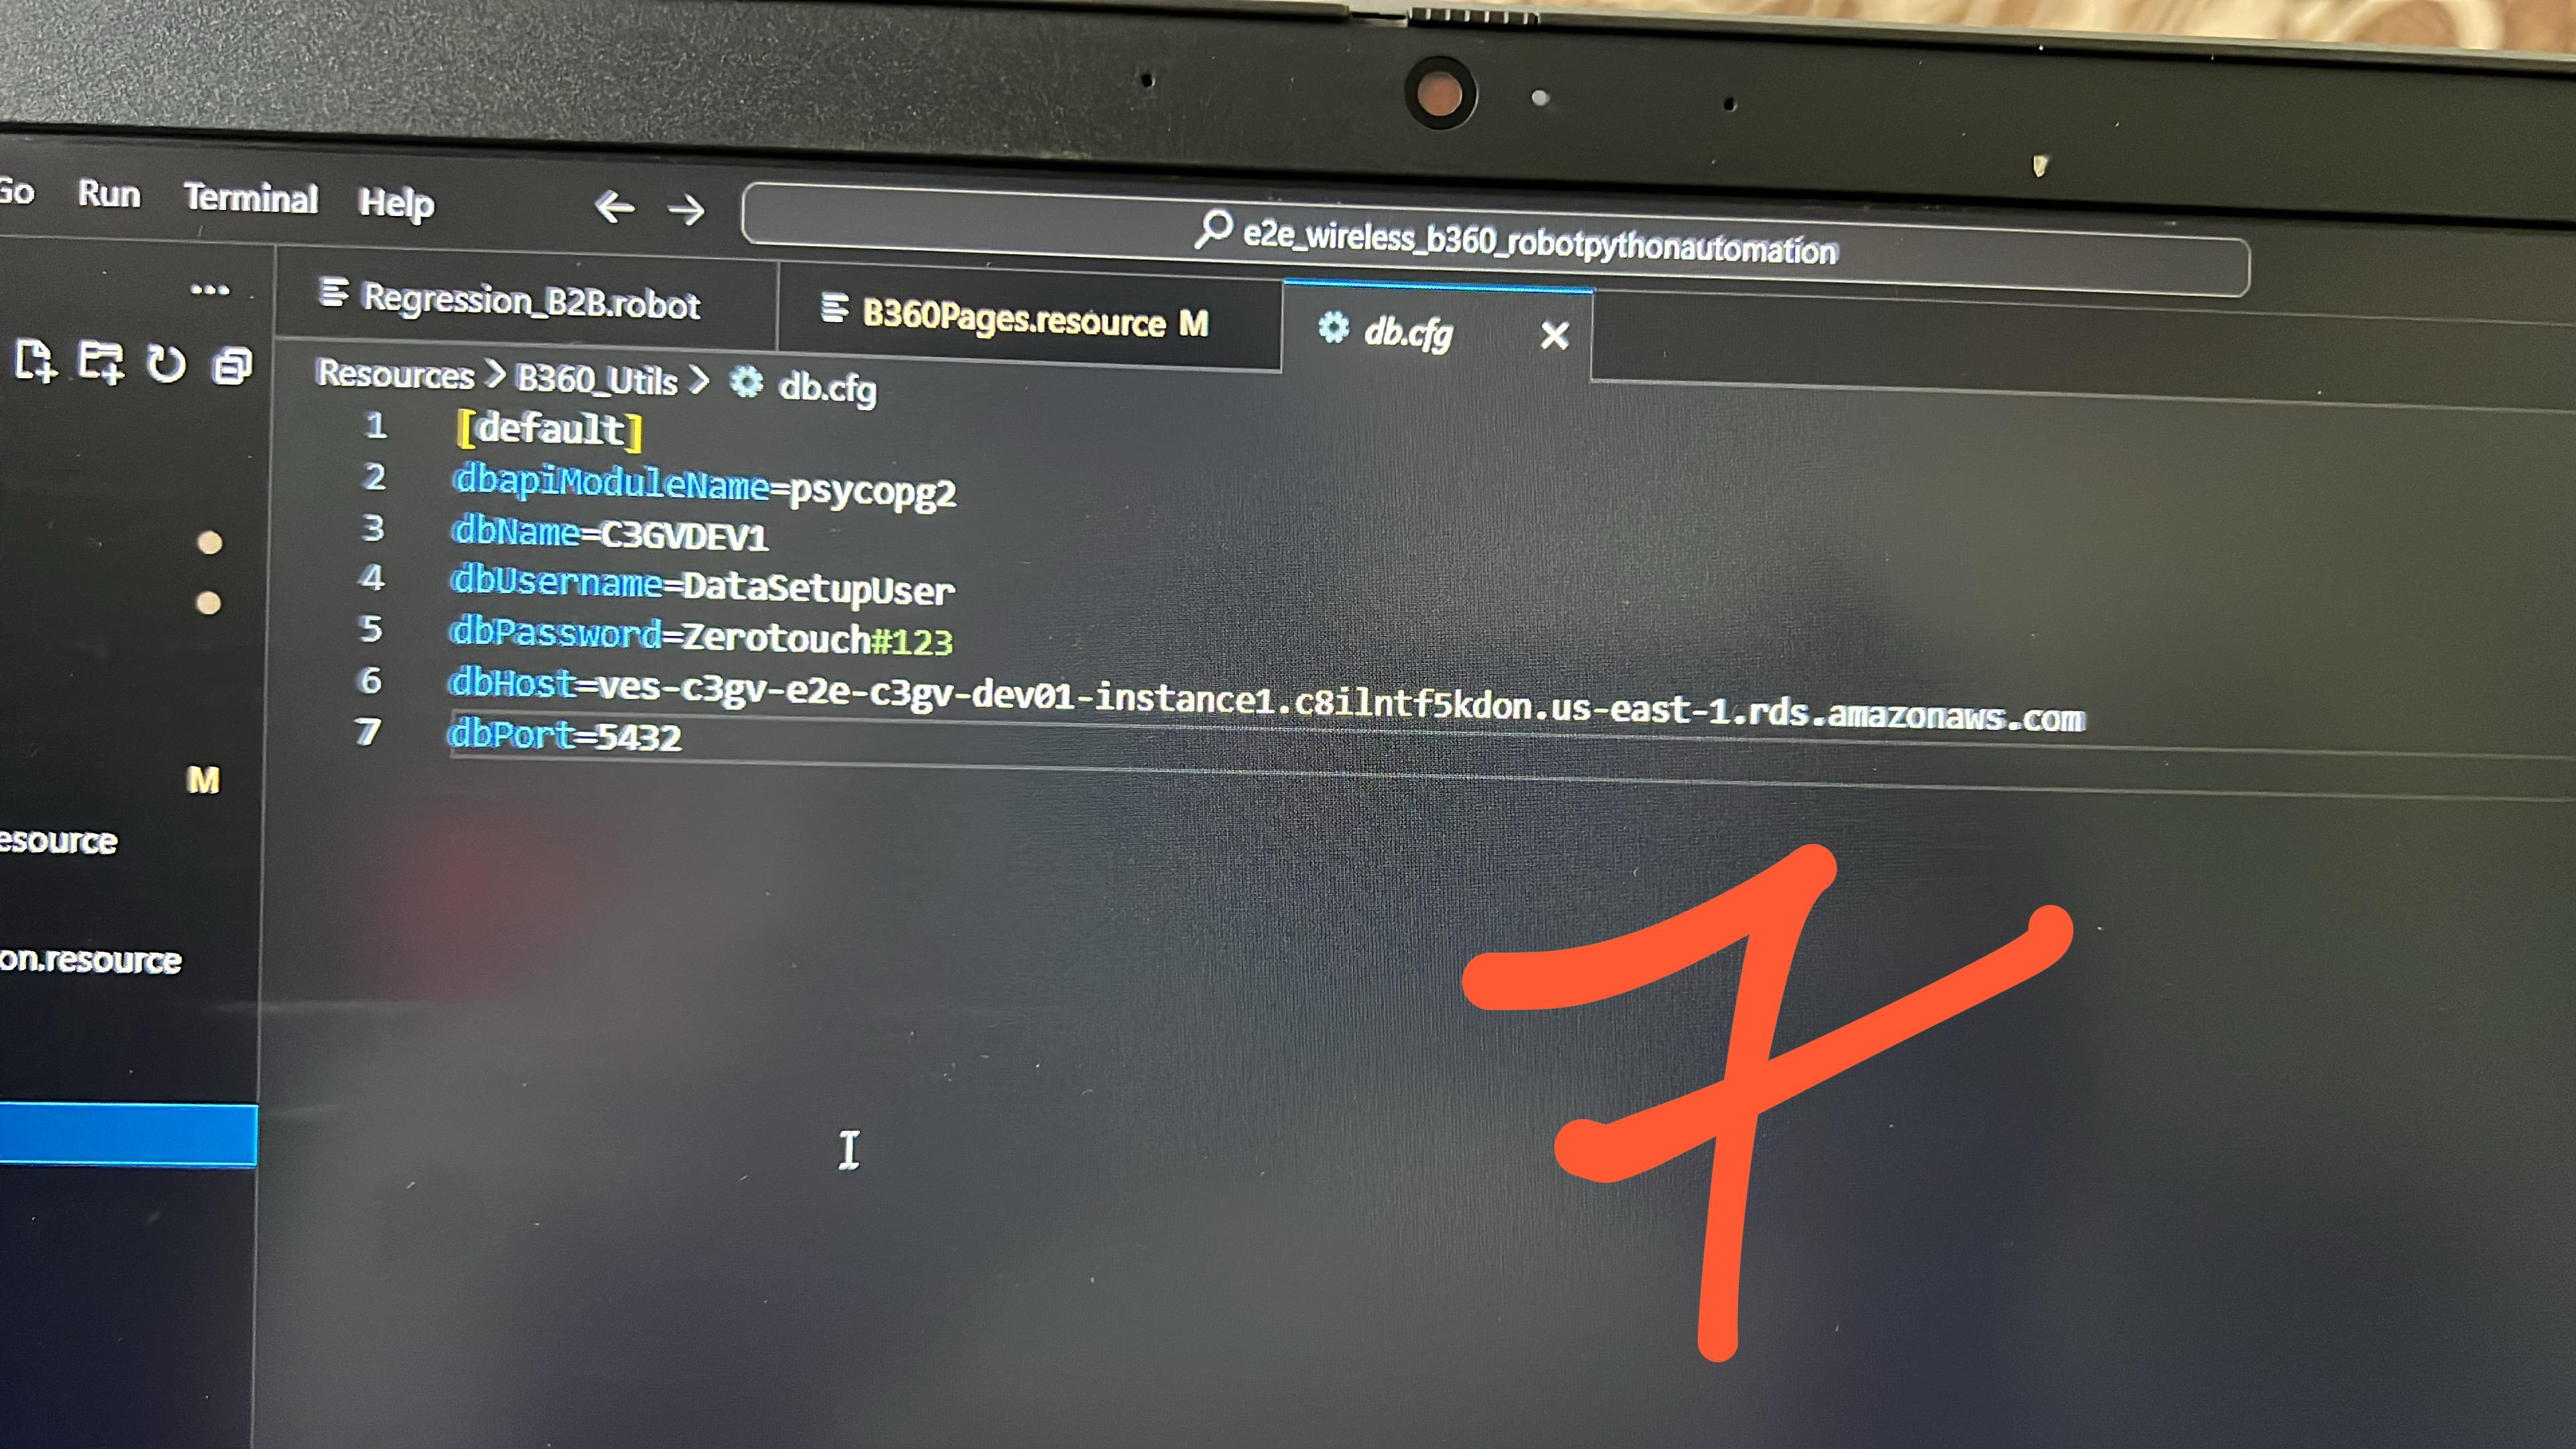 Go Run Terminal Help
e2e_wireless_b360_robotpythonautomation
Regression_B2B.robot
B360Pages.resource M
db.cfg
Resources > B360_Utils > db.cfg
1 [default]
2 dbapiModuleName=psycopg2
3 dbName=C3GVDEV1
4 dbUsername=DataSetupUser
5 dbPassword=Zerotouch#123
6 dbHost=ves-c3gv-e2e-c3gv-dev01-instance1.c8ilntf5kdon.us-east-1.rds.amazonaws.com
7 dbPort=5432
M
esource
on.resource
7